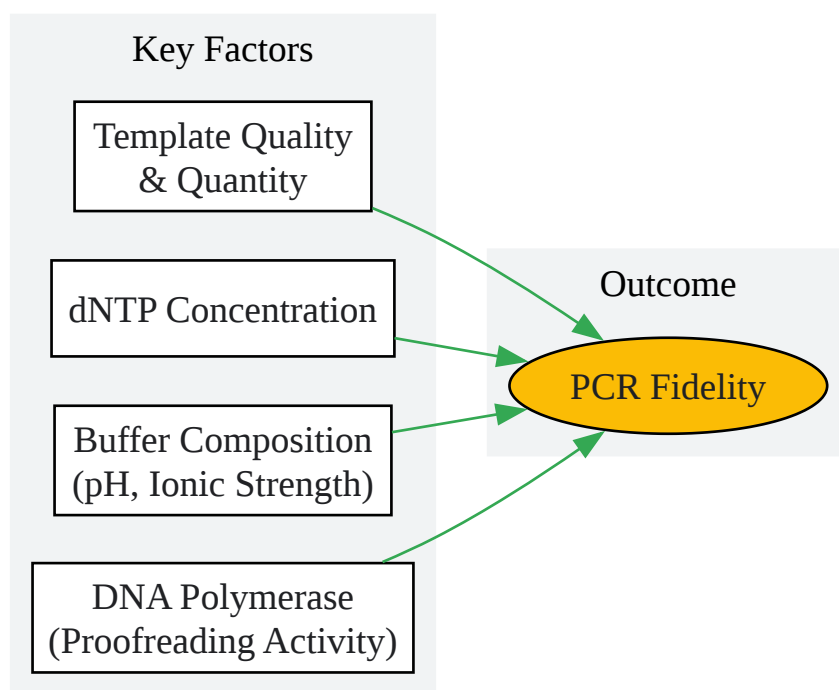 Key Factors
Template Quality
& Quantity
dNTP Concentration
Buffer Composition
(pH, Ionic Strength)
DNA Polymerase
(Proofreading Activity)
Outcome
PCR Fidelity